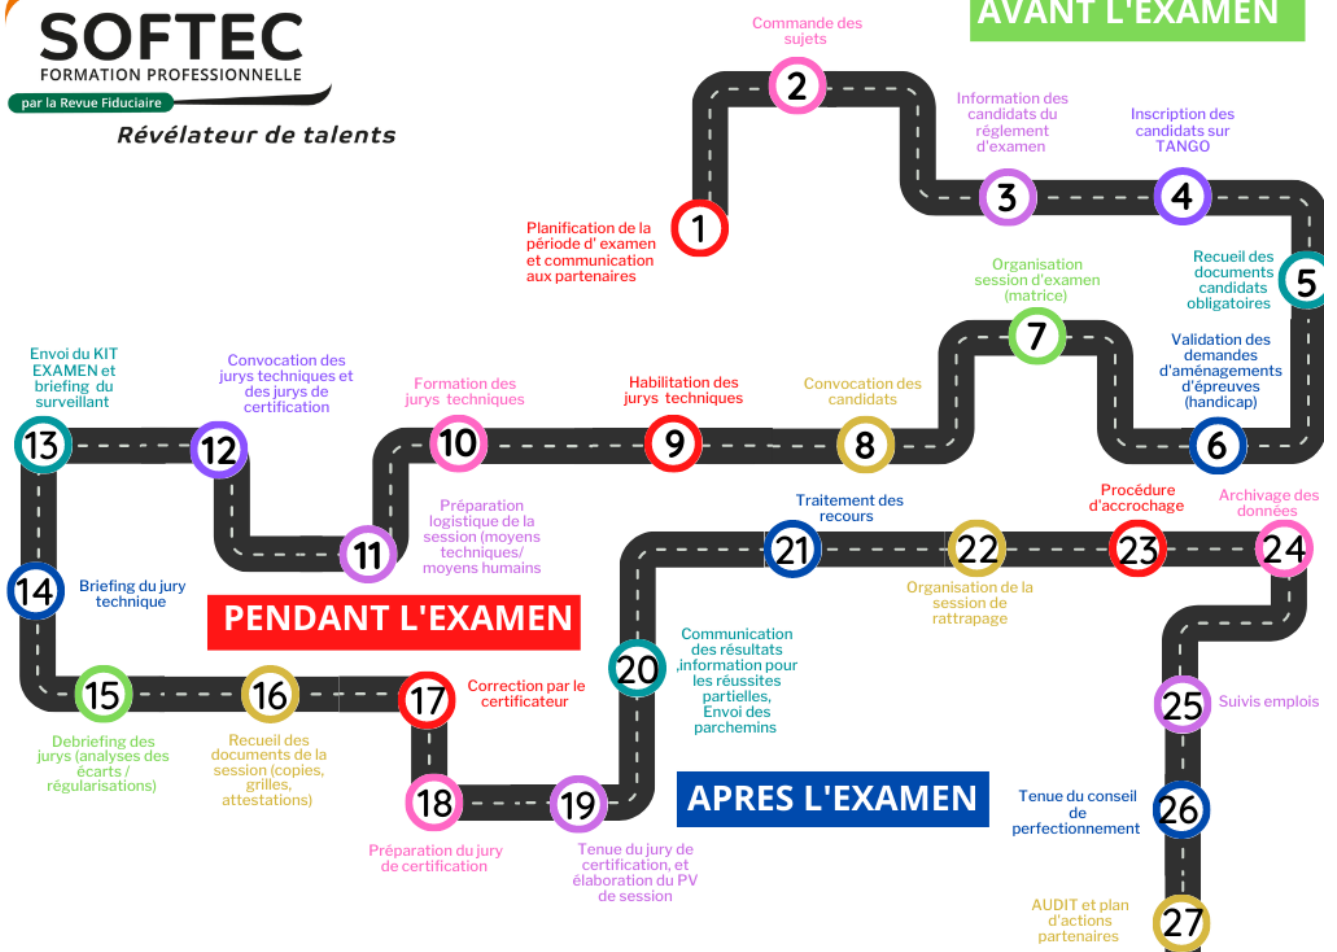 SOFTEC
FORMATION PROFESSIONNELLE
par la Revue Fiduciaire
Révélateur de talents
AVANT L'EXAMEN
1
Planification de la
période d' examen
et communication
aux partenaires
2
Commande des
sujets
3
Information des
candidats du
réglement
d'examen
4
Inscription des
candidats sur
TANGO
5
Recueil des
documents
candidats
obligatoires
6
Validation des
demandes
d'aménagements
d'épreuves
(handicap)
7
Organisation
session d'examen
(matrice)
8
Convocation des
candidats
9
Habilitation des
jurys techniques
10
Formation des
jurys techniques
11
Préparation
logistique de la
session (moyens
techniques/
moyens humains
12
Convocation des
jurys techniques et
des jurys de
certification
13
Envoi du KIT
EXAMEN et
briefing du
surveillant
PENDANT L'EXAMEN
14
Briefing du jury
technique
15
Debriefing des
jurys (analyses des
écarts /
régularisations)
16
Recueil des
documents de la
session (copies,
grilles,
attestations)
17
Correction par le
certificateur
18
Préparation du jury
de certification
19
Tenue du jury de
certification, et
élaboration du PV
de session
APRES L'EXAMEN
20
Communication
des résultats
,information pour
les réussites
partielles,
Envoi des
parchemins
21
Traitement des
recours
22
Organisation de la
session de
rattrapage
23
Procédure
d'accrochage
24
Archivage des
données
25
Suivis emplois
26
Tenue du conseil
de
perfectionnement
27
AUDIT et plan
d'actions
partenaires